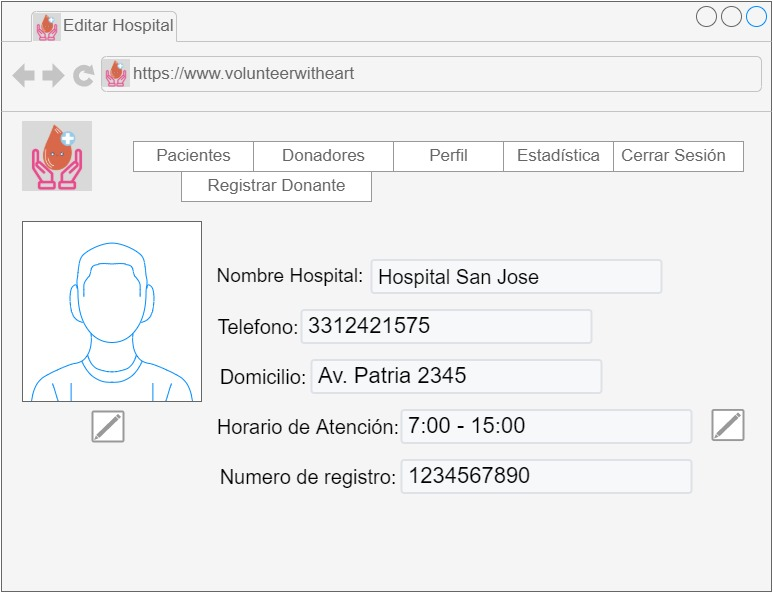 Editar Hospital
https://www.volunteerwitheart
Pacientes Donadores Perfil Estadística Cerrar Sesión
Registrar Donante
Nombre Hospital: Hospital San Jose
Telefono: 3312421575
Domicilio: Av. Patria 2345
Horario de Atención: 7:00 - 15:00
Numero de registro: 1234567890